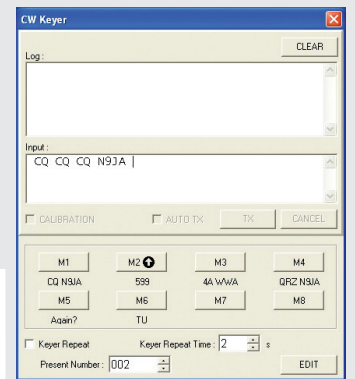 CW Keyer
CLEAR
Log :
Input :
CQ CQ CQ N9JA
CALIBRATION AUTO TX TX CANCEL
M1 M2 M3 M4
CQ N9JA 599 4A WWA QRZ N9JA
M5 M6 M7 M8
Again? TU
Keyer Repeat Keyer Repeat Time : 2 s
Present Number : 002 EDIT